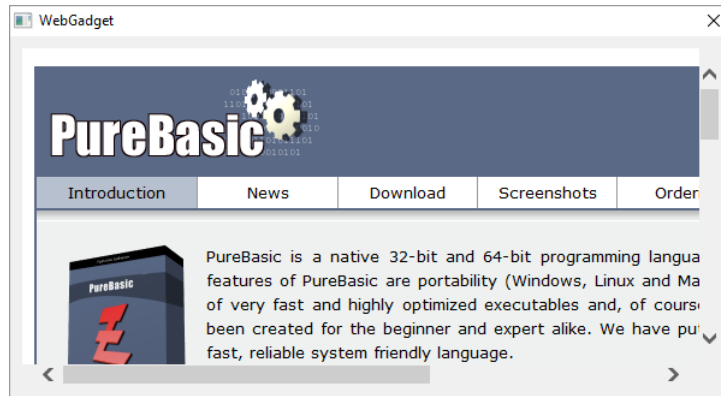 WebGadget
PureBasic
Introduction News Download Screenshots Order
PureBasic
PureBasic is a native 32-bit and 64-bit programming langua
features of PureBasic are portability (Windows, Linux and Ma
of very fast and highly optimized executables and, of cours
been created for the beginner and expert alike. We have pu
fast, reliable system friendly language.